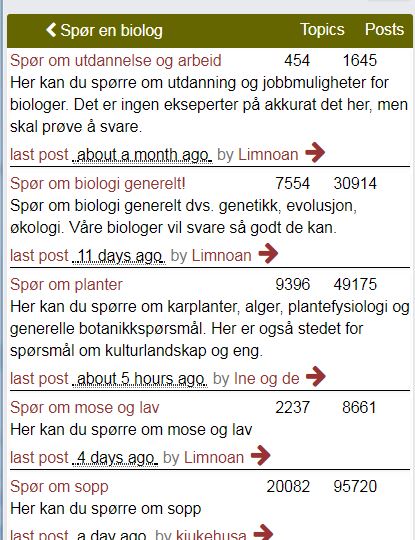 Spør en biolog Topics Posts
Spør om utdannelse og arbeid 454 1645
Her kan du spørre om utdanning og jobbmuligheter for
biologer. Det er ingen ekseperter på akkurat det her, men
skal prøve å svare.
last post about a month ago by Limnoan
Spør om biologi generelt! 7554 30914
Spør om biologi generelt dvs. genetikk, evolusjon,
økologi. Våre biologer vil svare så godt de kan.
last post 11 days ago by Limnoan
Spør om planter 9396 49175
Her kan du spørre om karplanter, alger, plantefysiologi og
generelle botanikkspørsmål. Her er også stedet for
spørsmål om kulturlandskap og eng.
last post about 5 hours ago by Ine og de
Spør om mose og lav 2237 8661
Her kan du spørre om mose og lav
last post 4 days ago by Limnoan
Spør om sopp 20082 95720
Her kan du spørre om sopp
last post a day ago by kjukehusa